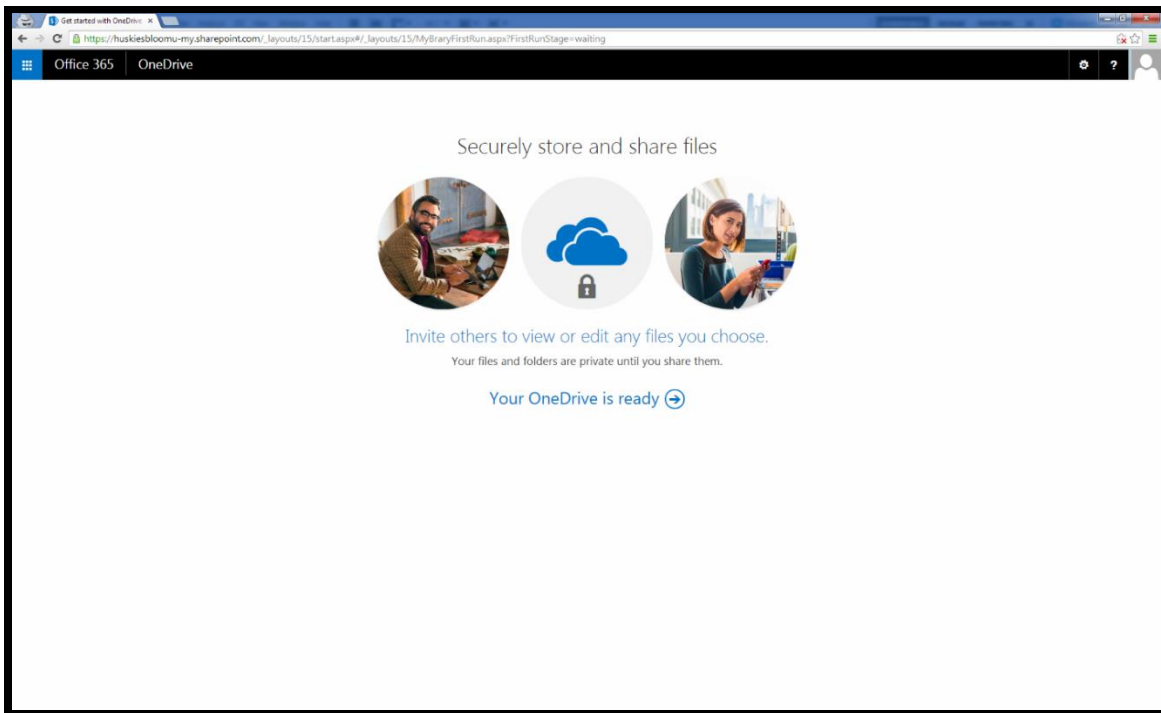 Get started with OneDrive
https://huskiesbloomu-my.sharepoint.com/_layouts/15/start.aspx#/_layouts/15/MyBraryFirstRun.aspx?FirstRunStage=waiting
Office 365 OneDrive ?
Securely store and share files
Invite others to view or edit any files you choose.
Your files and folders are private until you share them.
Your OneDrive is ready